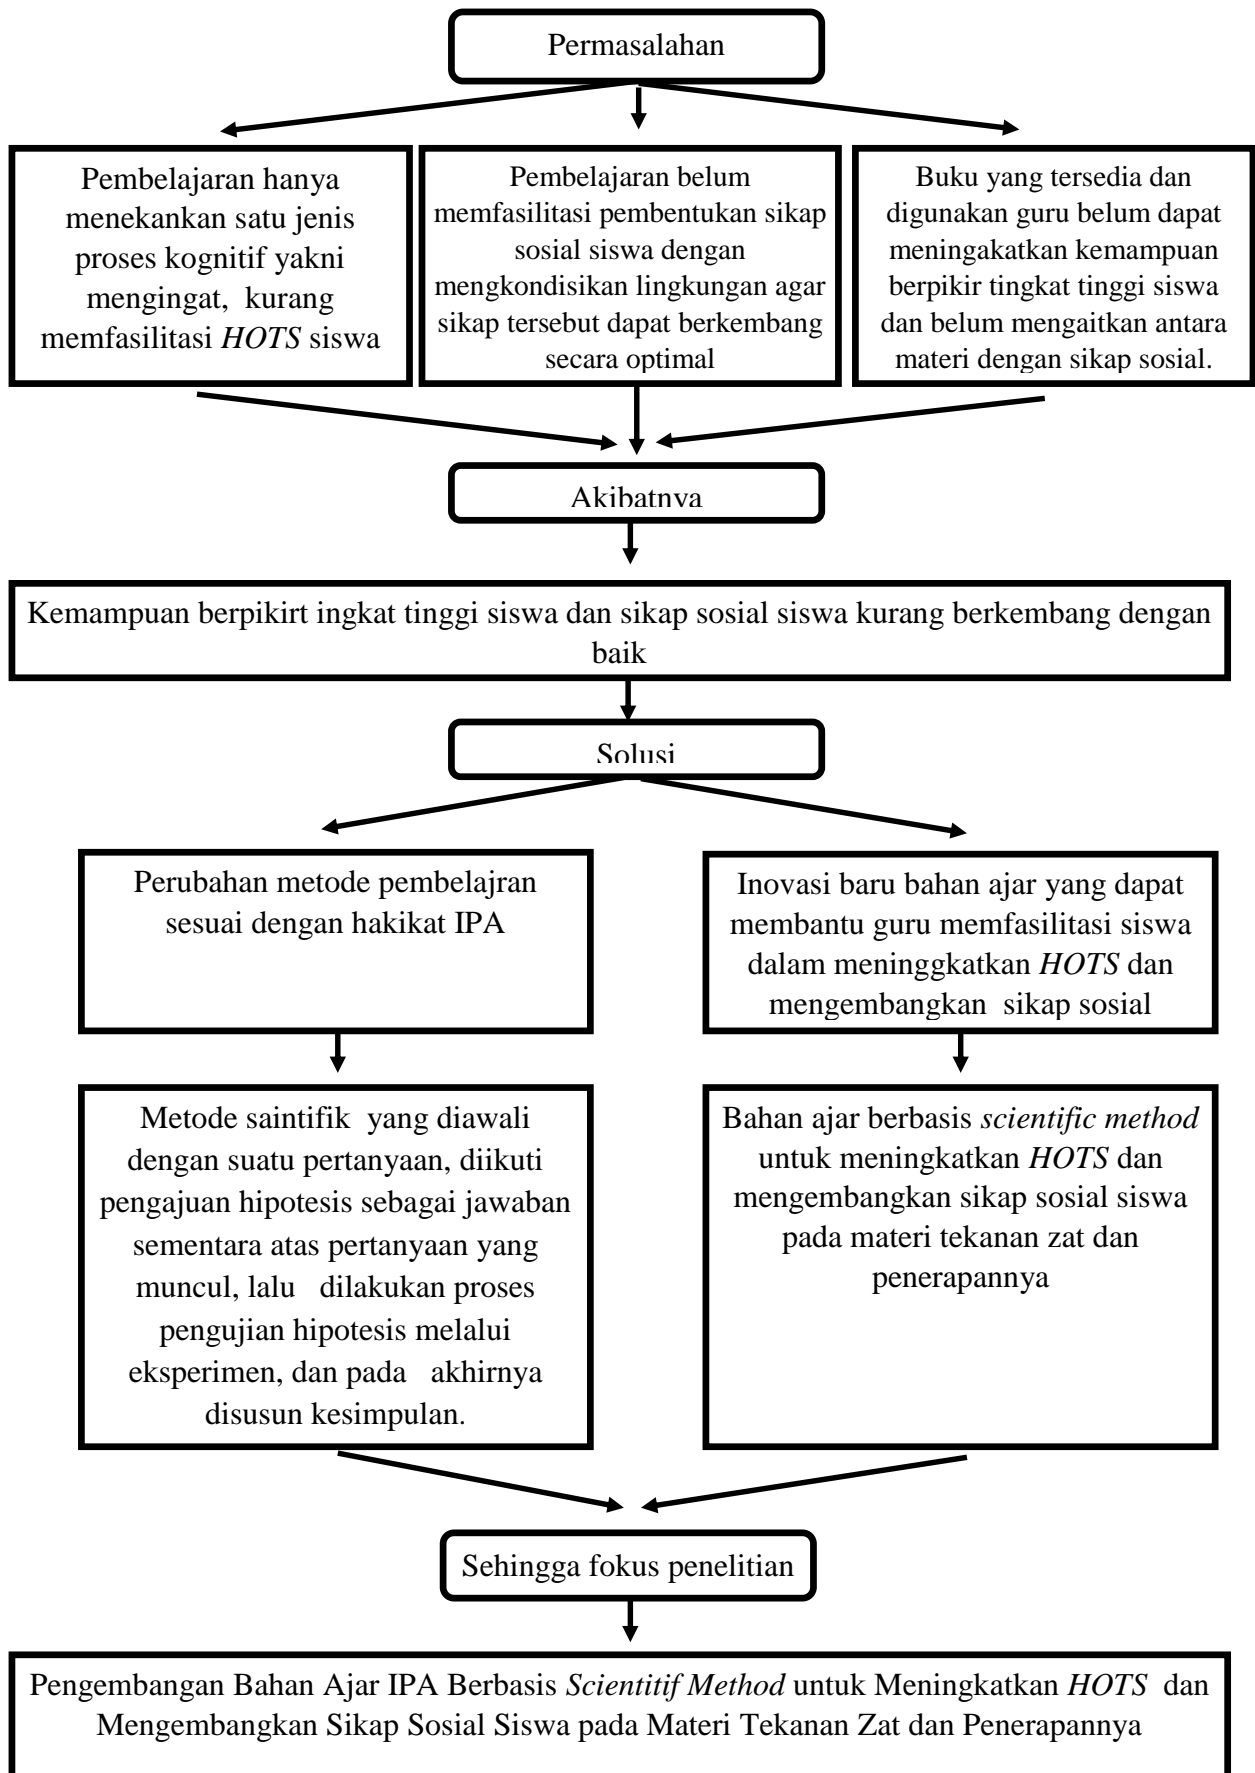 Permasalahan
Pembelajaran hanya
menekankan satu jenis
proses kognitif yakni
mengingat, kurang
memfasilitasi HOTS siswa
Pembelajaran belum
memfasilitasi pembentukan sikap
sosial siswa dengan
mengkondisikan lingkungan agar
sikap tersebut dapat berkembang
secara optimal
Buku yang tersedia dan
digunakan guru belum dapat
meningakatkan kemampuan
berpikir tingkat tinggi siswa
dan belum mengaitkan antara
materi dengan sikap sosial.
Akibatnya
Kemampuan berpikirt ingkat tinggi siswa dan sikap sosial siswa kurang berkembang dengan
baik
Solusi
Perubahan metode pembelajran
sesuai dengan hakikat IPA
Inovasi baru bahan ajar yang dapat
membantu guru memfasilitasi siswa
dalam meninggkatkan HOTS dan
mengembangkan sikap sosial
Metode saintifik yang diawali
dengan suatu pertanyaan, diikuti
pengajuan hipotesis sebagai jawaban
sementara atas pertanyaan yang
muncul, lalu dilakukan proses
pengujian hipotesis melalui
eksperimen, dan pada akhirnya
disusun kesimpulan.
Bahan ajar berbasis scientific method
untuk meningkatkan HOTS dan
mengembangkan sikap sosial siswa
pada materi tekanan zat dan
penerapannya
Sehingga fokus penelitian
Pengembangan Bahan Ajar IPA Berbasis Scientitif Method untuk Meningkatkan HOTS dan
Mengembangkan Sikap Sosial Siswa pada Materi Tekanan Zat dan Penerapannya